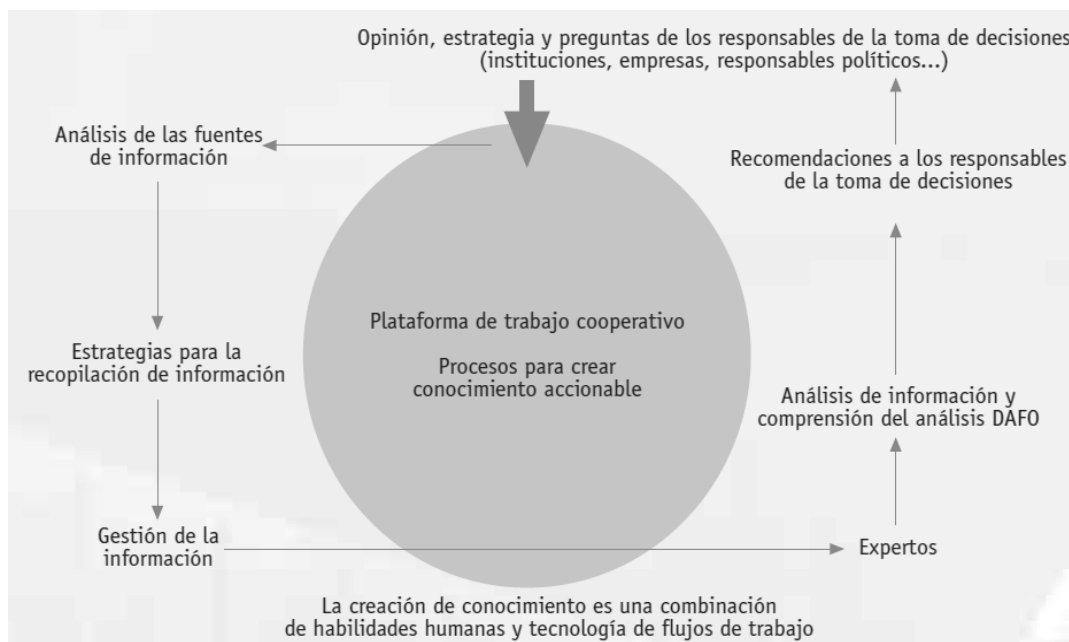 Opinión, estrategia y preguntas de los responsables de la toma de decisiones
(instituciones, empresas, responsables políticos...)
Análisis de las fuentes
de información
Recomendaciones a los responsables
de la toma de decisiones
Plataforma de trabajo cooperativo
Procesos para crear
conocimiento accionable
Estrategias para la
recopilación de información
Análisis de información y
comprensión del análisis DAFO
Gestión de la
información
Expertos
La creación de conocimiento es una combinación
de habilidades humanas y tecnología de flujos de trabajo